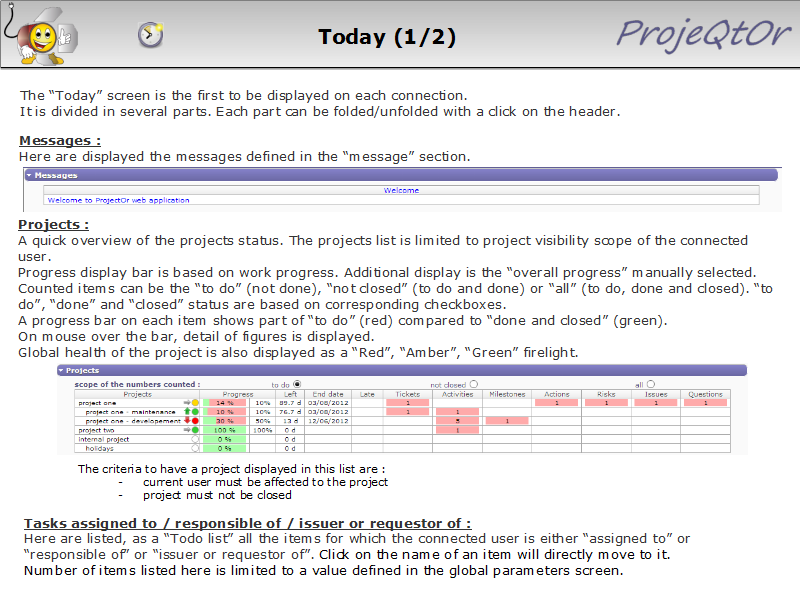 Today (1/2)
ProjeQtOr
The “Today” screen is the first to be displayed on each connection.
It is divided in several parts. Each part can be folded/unfolded with a click on the header.
Messages :
Here are displayed the messages defined in the “message” section.
Messages
Welcome
Welcome to ProjectOr web application
Projects :
A quick overview of the projects status. The projects list is limited to project visibility scope of the connected
user.
Progress display bar is based on work progress. Additional display is the “overall progress” manually selected.
Counted items can be the “to do” (not done), “not closed” (to do and done) or “all” (to do, done and closed). “to
do”, “done” and “closed” status are based on corresponding checkboxes.
A progress bar on each item shows part of “to do” (red) compared to “done and closed” (green).
On mouse over the bar, detail of figures is displayed.
Global health of the project is also displayed as a “Red”, “Amber”, “Green” firelight.
Projects
scope of the numbers counted : to do not closed all
Projects Progress Left End date Late Tickets Activities Milestones Actions Risks Issues Questions
project one 14 % 10% 89.7 d 03/08/2012 1 1 1 1 1
project one - maintenance 10 % 10% 76.7 d 03/08/2012 1 1
project one - developement 30 % 50% 13 d 12/06/2012 5 1
project two 100 % 100% 0 d 1
internal project 0 % 0 d
holidays 0 % 0 d
The criteria to have a project displayed in this list are :
- current user must be affected to the project
- project must not be closed
Tasks assigned to / responsible of / issuer or requestor of :
Here are listed, as a “Todo list” all the items for which the connected user is either “assigned to” or
“responsible of” or “issuer or requestor of”. Click on the name of an item will directly move to it.
Number of items listed here is limited to a value defined in the global parameters screen.